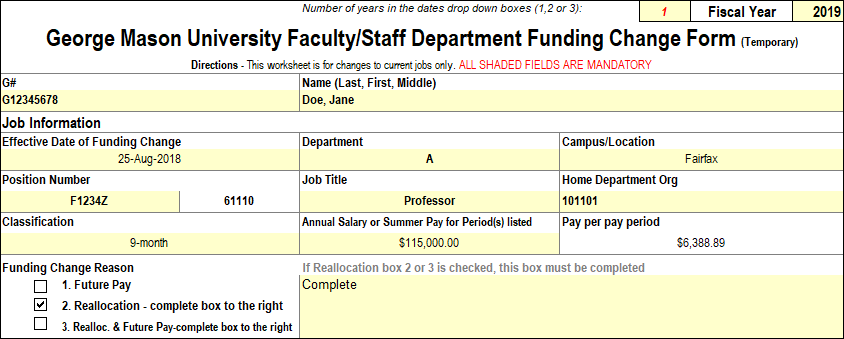 Number of years in the dates drop down boxes (1,2 or 3): 1 Fiscal Year 2019
George Mason University Faculty/Staff Department Funding Change Form (Temporary)
Directions - This worksheet is for changes to current jobs only. ALL SHADED FIELDS ARE MANDATORY
G# Name (Last, First, Middle)
G12345678 Doe, Jane
Job Information
Effective Date of Funding Change Department Campus/Location
25-Aug-2018 A Fairfax
Position Number Job Title Home Department Org
F1234Z 61110 Professor 101101
Classification Annual Salary or Summer Pay for Period(s) listed Pay per pay period
9-month $115,000.00 $6,388.89
Funding Change Reason If Reallocation box 2 or 3 is checked, this box must be completed
1. Future Pay Complete
2. Reallocation - complete box to the right
3. Realloc. & Future Pay-complete box to the right